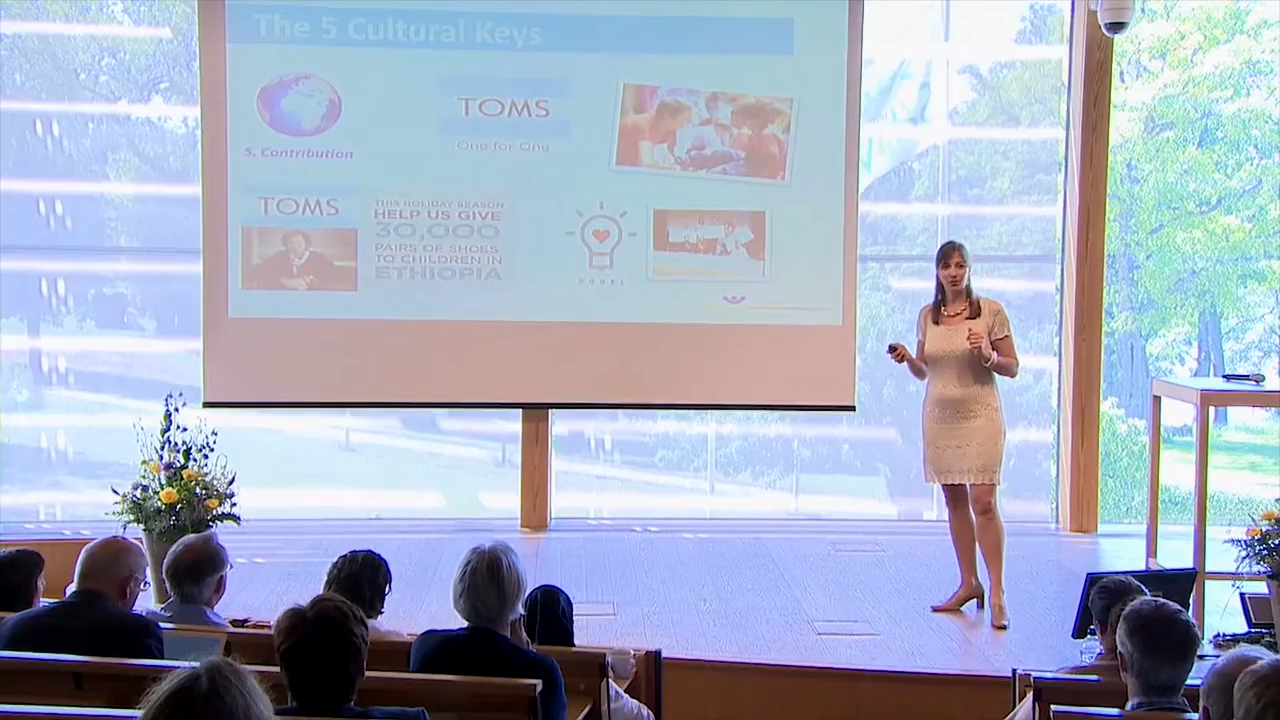 The 5 Cultural Keys
TOMS
One for One
5. Contribution
TOMS
THIS HOLIDAY SEASON
HELP US GIVE
30,000
PAIRS OF SHOES
TO CHILDREN IN
ETHIOPIA